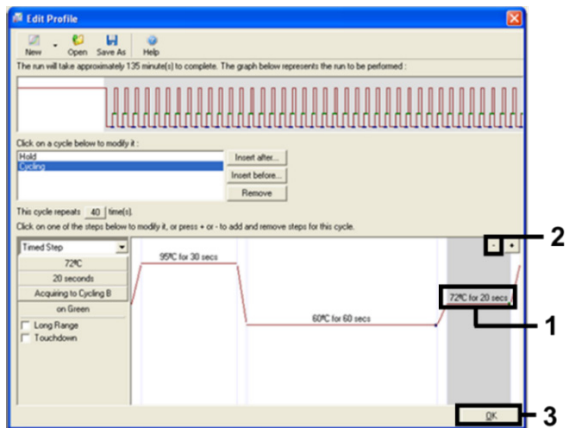 Edit Profile
New Open Save As Help
The run will take approximately 135 minute(s) to complete. The graph below represents the run to be performed :
Click on a cycle below to modify it :
Hold
Cycling
Insert after...
Insert before...
Remove
This cycle repeats 40 time(s).
Click on one of the steps below to modify it, or press + or - to add and remove steps for this cycle.
Timed Step
72ºC
20 seconds
Acquiring to Cycling B
on Green
Long Range
Touchdown
95ºC for 30 secs
60ºC for 60 secs
72ºC for 20 secs
- +
2
1
OK
3